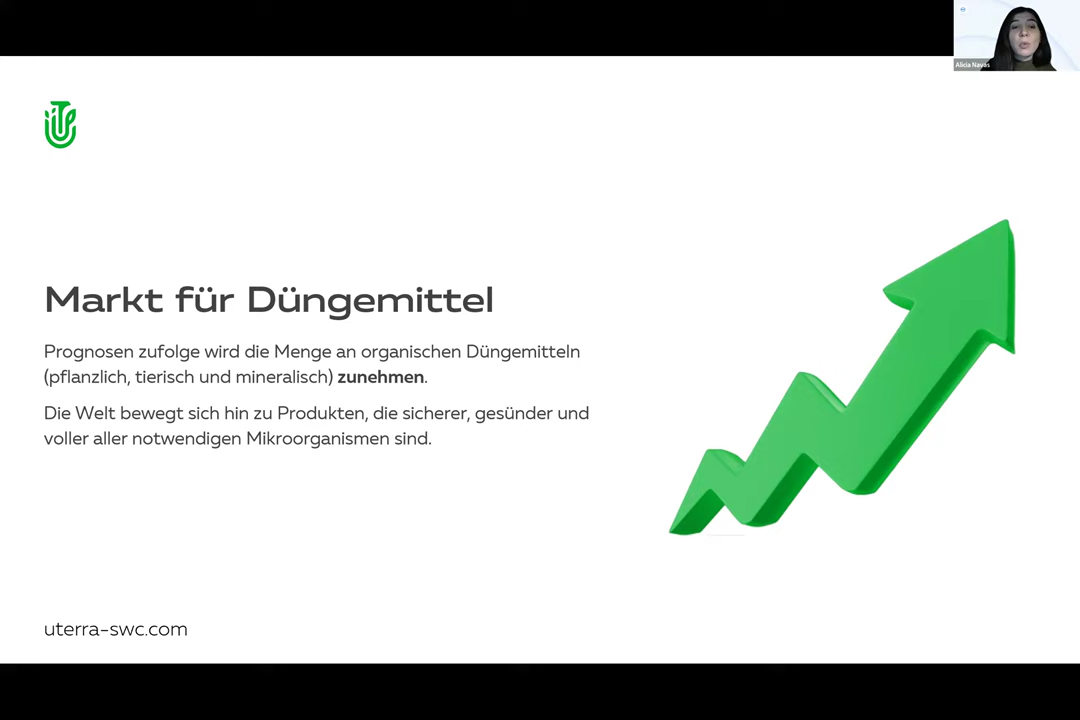 Alicia Navas
Markt für Düngemittel
Prognosen zufolge wird die Menge an organischen Düngemitteln
(pflanzlich, tierisch und mineralisch) zunehmen.
Die Welt bewegt sich hin zu Produkten, die sicherer, gesünder und
voller aller notwendigen Mikroorganismen sind.
uterra-swc.com